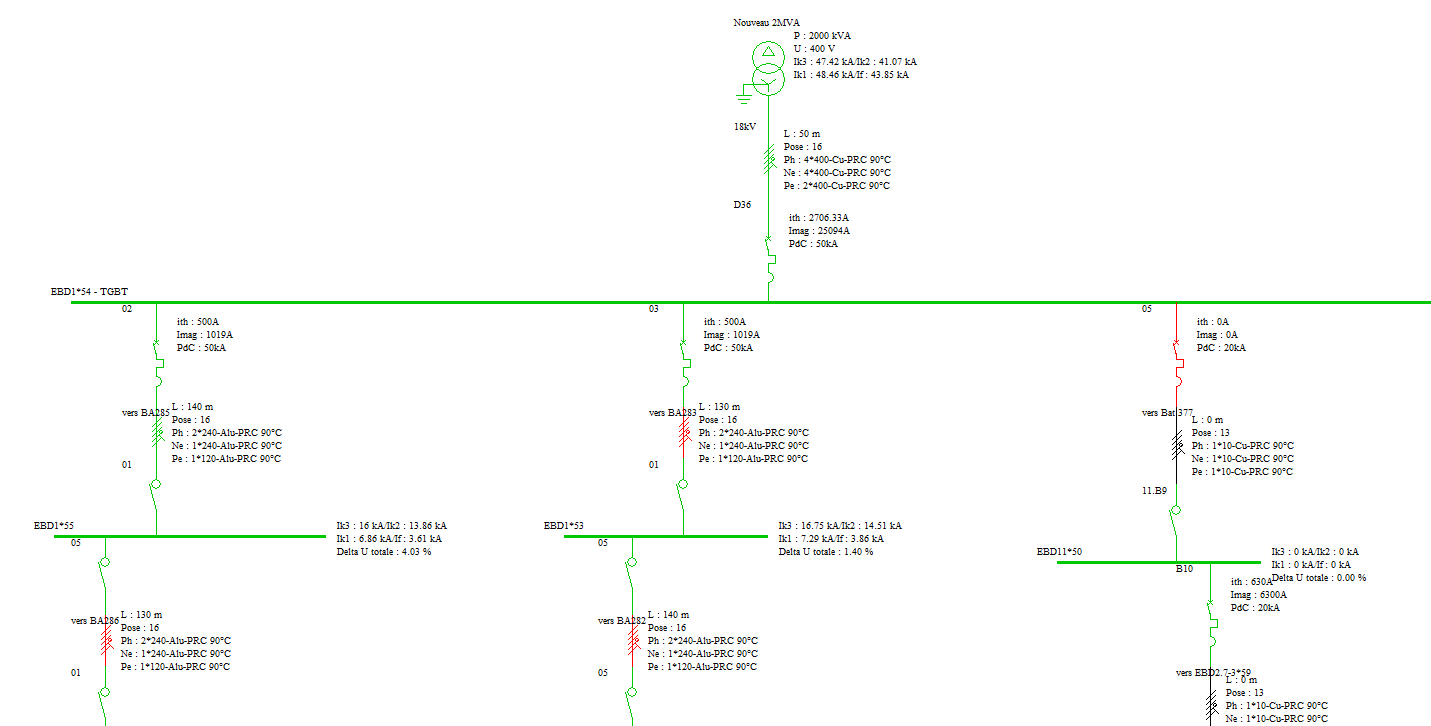 Nouveau 2MVA
P : 2000 kVA
U : 400 V
Ik3 : 47.42 kA/Ik2 : 41.07 kA
Ik1 : 48.46 kA/If : 43.85 kA
18kV
L : 50 m
Pose : 16
Ph : 4*400-Cu-PRC 90°C
Ne : 4*400-Cu-PRC 90°C
Pe : 2*400-Cu-PRC 90°C
D36
ith : 2706.33A
Imag : 25094A
PdC : 50kA
EBD1*54 - TGBT
02
ith : 500A
Imag : 1019A
PdC : 50kA
vers BA285
L : 140 m
Pose : 16
Ph : 2*240-Alu-PRC 90°C
Ne : 1*240-Alu-PRC 90°C
Pe : 1*120-Alu-PRC 90°C
01
EBD1*55
Ik3 : 16 kA/Ik2 : 13.86 kA
Ik1 : 6.86 kA/If : 3.61 kA
Delta U totale : 4.03 %
05
vers BA286
L : 130 m
Pose : 16
Ph : 2*240-Alu-PRC 90°C
Ne : 1*240-Alu-PRC 90°C
Pe : 1*120-Alu-PRC 90°C
01
03
ith : 500A
Imag : 1019A
PdC : 50kA
vers BA283
L : 130 m
Pose : 16
Ph : 2*240-Alu-PRC 90°C
Ne : 1*240-Alu-PRC 90°C
Pe : 1*120-Alu-PRC 90°C
01
EBD1*53
Ik3 : 16.75 kA/Ik2 : 14.51 kA
Ik1 : 7.29 kA/If : 3.86 kA
Delta U totale : 1.40 %
05
vers BA282
L : 140 m
Pose : 16
Ph : 2*240-Alu-PRC 90°C
Ne : 1*240-Alu-PRC 90°C
Pe : 1*120-Alu-PRC 90°C
05
05
ith : 0A
Imag : 0A
PdC : 20kA
vers Bat 377
L : 0 m
Pose : 13
Ph : 1*10-Cu-PRC 90°C
Ne : 1*10-Cu-PRC 90°C
Pe : 1*10-Cu-PRC 90°C
11.B9
EBD11*50
Ik3 : 0 kA/Ik2 : 0 kA
Ik1 : 0 kA/If : 0 kA
Delta U totale : 0.00 %
B10
ith : 630A
Imag : 6300A
PdC : 20kA
vers EBD2.7-3*59
L : 0 m
Pose : 13
Ph : 1*10-Cu-PRC 90°C
Ne : 1*10-Cu-PRC 90°C